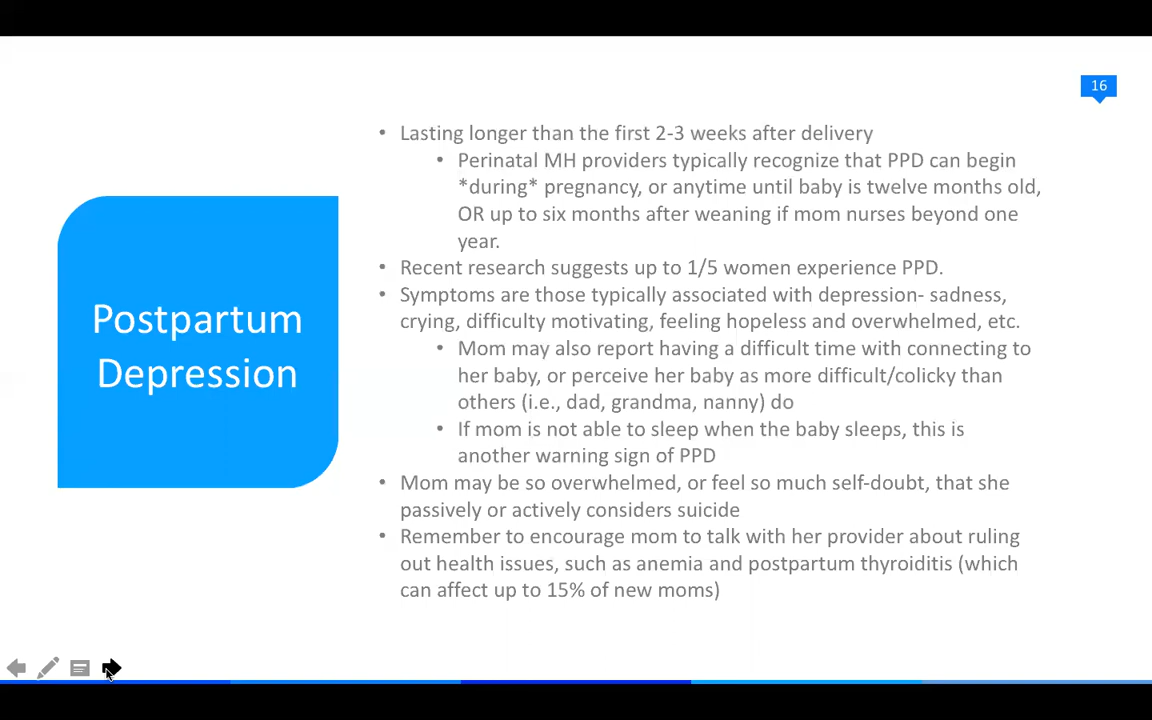 16
Postpartum
Depression
• Lasting longer than the first 2-3 weeks after delivery
• Perinatal MH providers typically recognize that PPD can begin
*during* pregnancy, or anytime until baby is twelve months old,
OR up to six months after weaning if mom nurses beyond one
year.
• Recent research suggests up to 1/5 women experience PPD.
• Symptoms are those typically associated with depression- sadness,
crying, difficulty motivating, feeling hopeless and overwhelmed, etc.
• Mom may also report having a difficult time with connecting to
her baby, or perceive her baby as more difficult/colicky than
others (i.e., dad, grandma, nanny) do
• If mom is not able to sleep when the baby sleeps, this is
another warning sign of PPD
• Mom may be so overwhelmed, or feel so much self-doubt, that she
passively or actively considers suicide
• Remember to encourage mom to talk with her provider about ruling
out health issues, such as anemia and postpartum thyroiditis (which
can affect up to 15% of new moms)